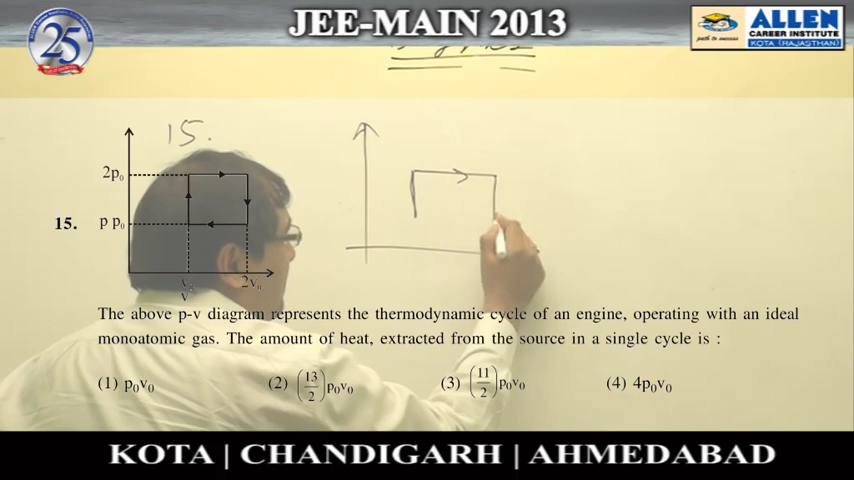 JEE-MAIN 2013
25
path to success
ALLEN
CAREER INSTITUTE
KOTA (RAJASTHAN)
15.
2p₀
15. p p₀
v 2v₀
The above p-v diagram represents the thermodynamic cycle of an engine, operating with an ideal
monoatomic gas. The amount of heat, extracted from the source in a single cycle is :
(1) p₀v₀ (2) (13/2)p₀v₀ (3) (11/2)p₀v₀ (4) 4p₀v₀
KOTA | CHANDIGARH | AHMEDABAD